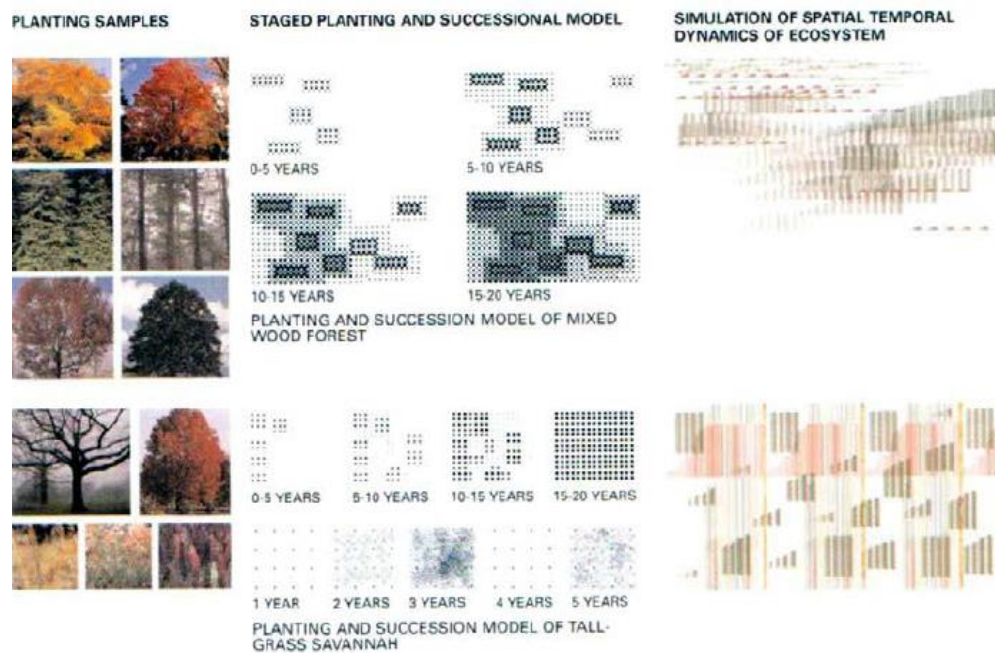 PLANTING SAMPLES
STAGED PLANTING AND SUCCESSIONAL MODEL
SIMULATION OF SPATIAL TEMPORAL
DYNAMICS OF ECOSYSTEM
0-5 YEARS
5-10 YEARS
10-15 YEARS
15-20 YEARS
PLANTING AND SUCCESSION MODEL OF MIXED
WOOD FOREST
0-5 YEARS
5-10 YEARS
10-15 YEARS
15-20 YEARS
1 YEAR
2 YEARS
3 YEARS
4 YEARS
5 YEARS
PLANTING AND SUCCESSION MODEL OF TALL-
GRASS SAVANNAH